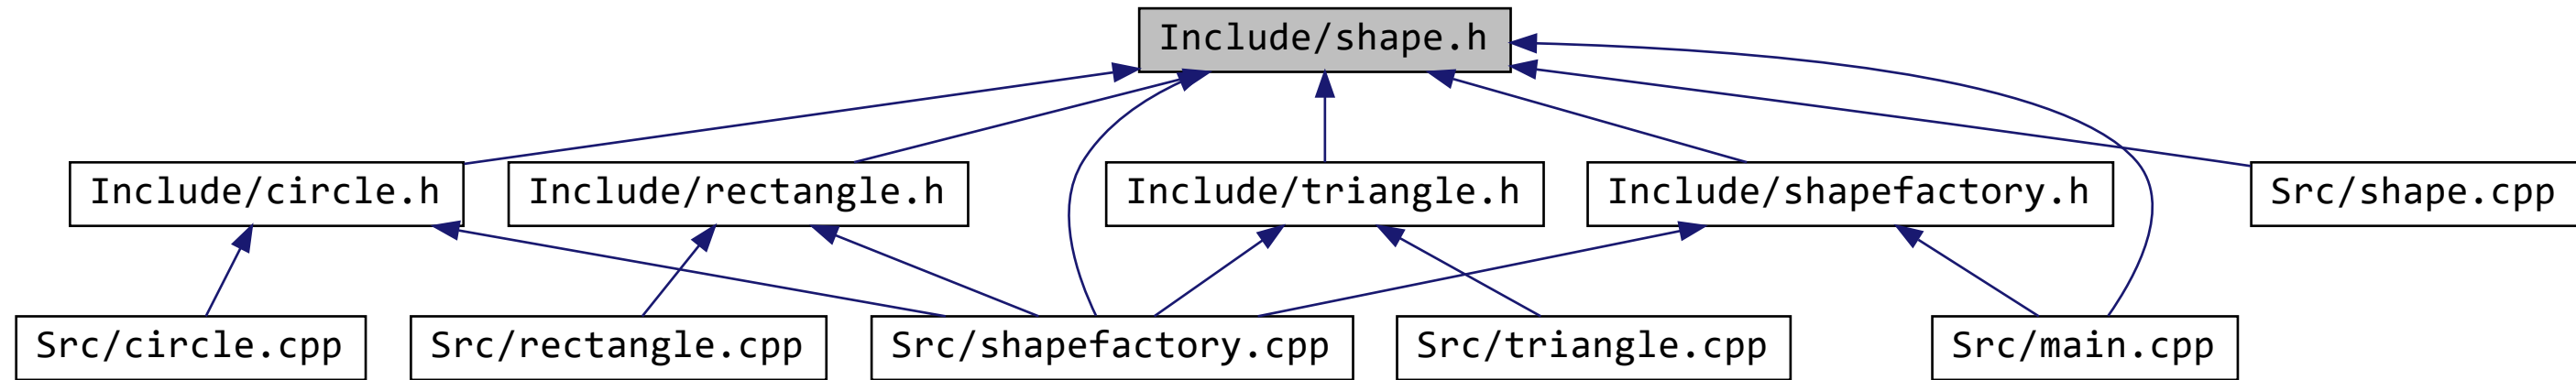 Include/shape.h
Include/circle.h
Include/rectangle.h
Include/triangle.h
Include/shapefactory.h
Src/shape.cpp
Src/circle.cpp
Src/rectangle.cpp
Src/shapefactory.cpp
Src/triangle.cpp
Src/main.cpp